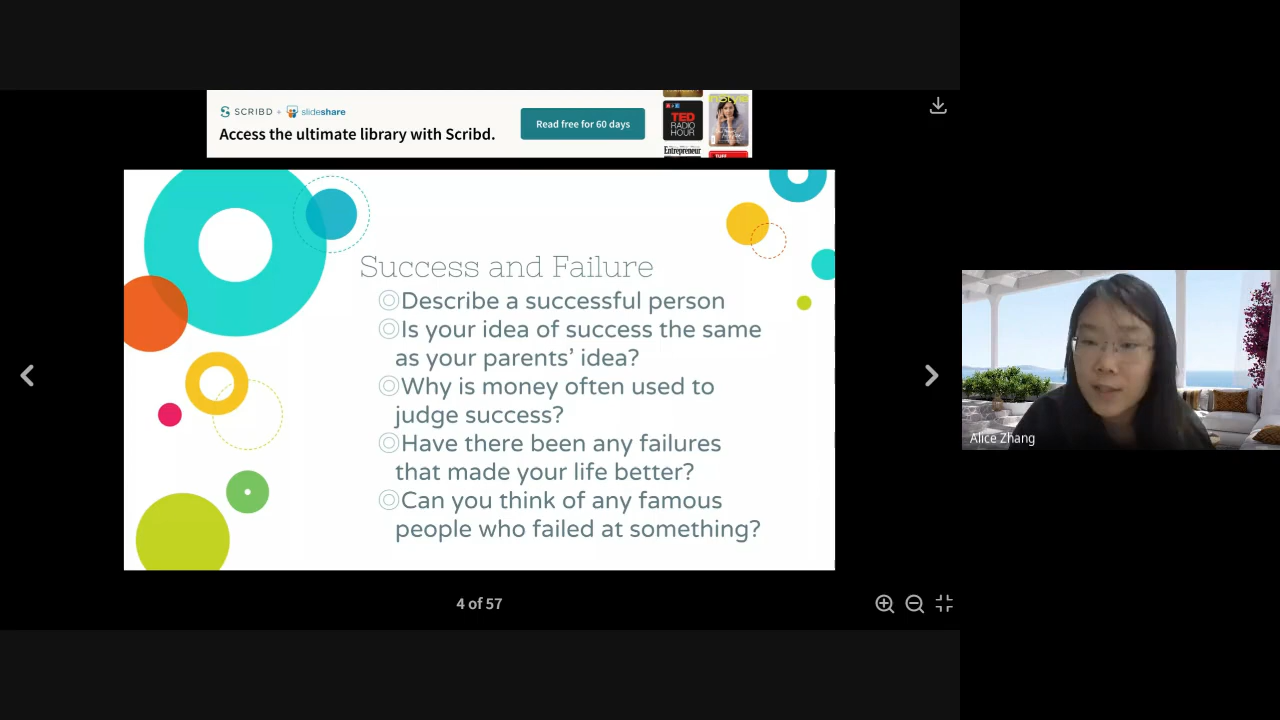 SCRIBD + slideshare
Access the ultimate library with Scribd.
Read free for 60 days
TED
RADIO
HOUR
Entrepreneur
Success and Failure
Describe a successful person
Is your idea of success the same
as your parents’ idea?
Why is money often used to
judge success?
Have there been any failures
that made your life better?
Can you think of any famous
people who failed at something?
4 of 57
Alice Zhang